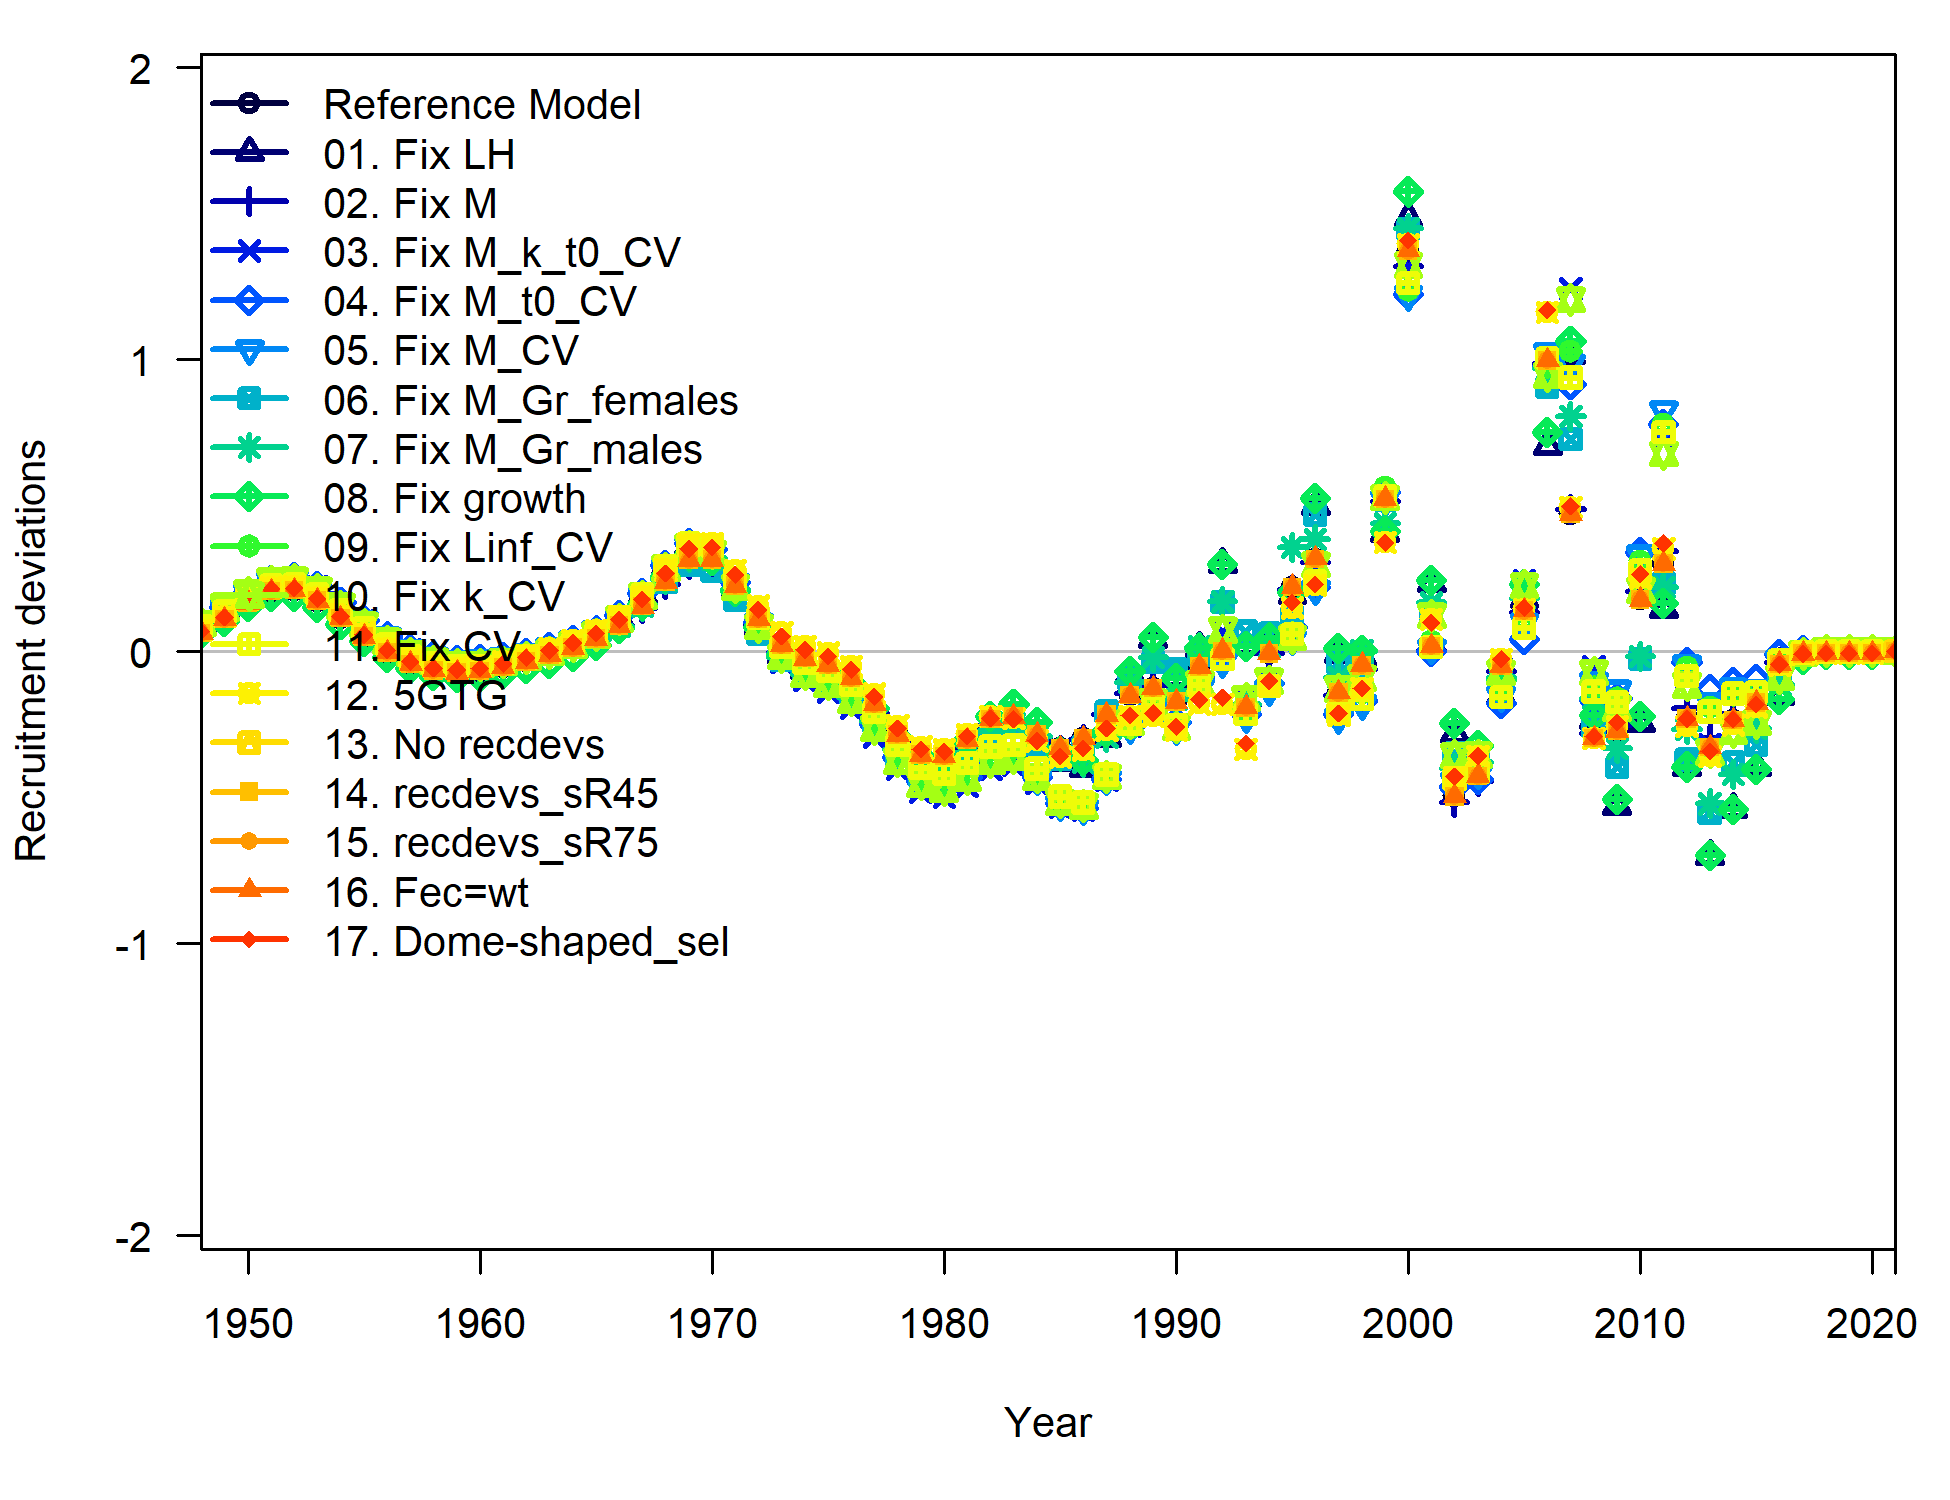 2
1
0
-1
-2
Recruitment deviations
Reference Model
01. Fix LH
02. Fix M
03. Fix M_k_t0_CV
04. Fix M_t0_CV
05. Fix M_CV
06. Fix M_Gr_females
07. Fix M_Gr_males
08. Fix growth
09. Fix Linf_CV
10. Fix k_CV
11. Fix CV
12. 5GTG
13. No recdevs
14. recdevs_sR45
15. recdevs_sR75
16. Fec=wt
17. Dome-shaped_sel
1950 1960 1970 1980 1990 2000 2010 2020
Year